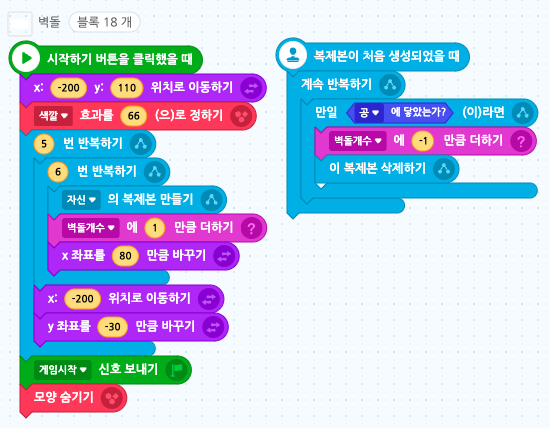 벽돌 블록 18 개
시작하기 버튼을 클릭했을 때
x: -200 y: 110 위치로 이동하기
색깔 효과를 66 (으)로 정하기
5 번 반복하기
6 번 반복하기
자신 의 복제본 만들기
벽돌개수 에 1 만큼 더하기
x 좌표를 80 만큼 바꾸기
x: -200 위치로 이동하기
y 좌표를 -30 만큼 바꾸기
게임시작 신호 보내기
모양 숨기기
복제본이 처음 생성되었을 때
계속 반복하기
만일 공 에 닿았는가? (이)라면
벽돌개수 에 -1 만큼 더하기
?
이 복제본 삭제하기
?